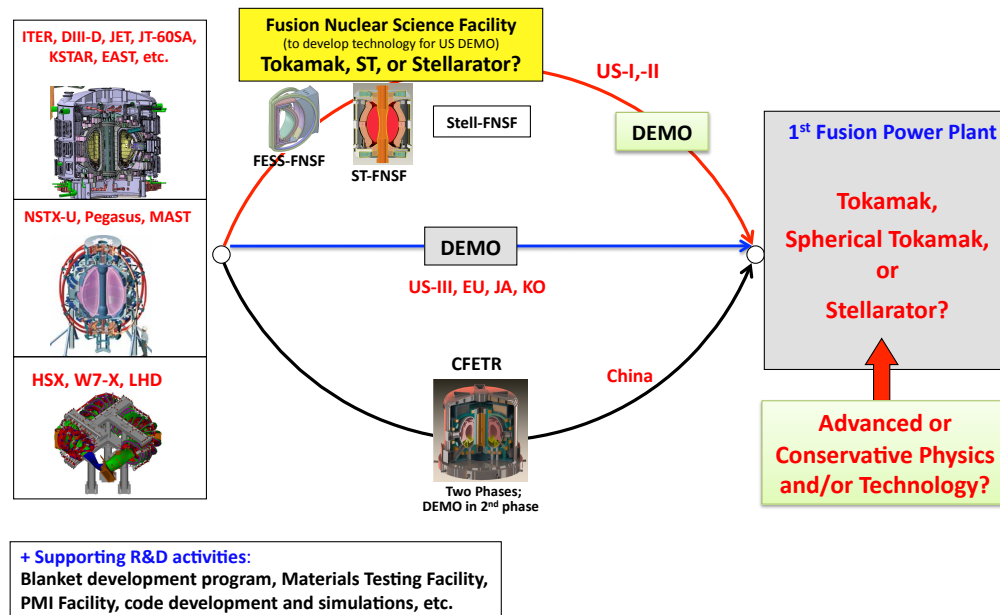 ITER, DIII-D, JET, JT-60SA,
KSTAR, EAST, etc.
NSTX-U, Pegasus, MAST
HSX, W7-X, LHD
Fusion Nuclear Science Facility
(to develop technology for US DEMO)
Tokamak, ST, or Stellarator?
FESS-FNSF
ST-FNSF
Stell-FNSF
US-I,-II
DEMO
DEMO
US-III, EU, JA, KO
CFETR
China
Two Phases;
DEMO in 2nd phase
1st Fusion Power Plant
Tokamak,
Spherical Tokamak,
or
Stellarator?
Advanced or
Conservative Physics
and/or Technology?
+ Supporting R&D activities:
Blanket development program, Materials Testing Facility,
PMI Facility, code development and simulations, etc.